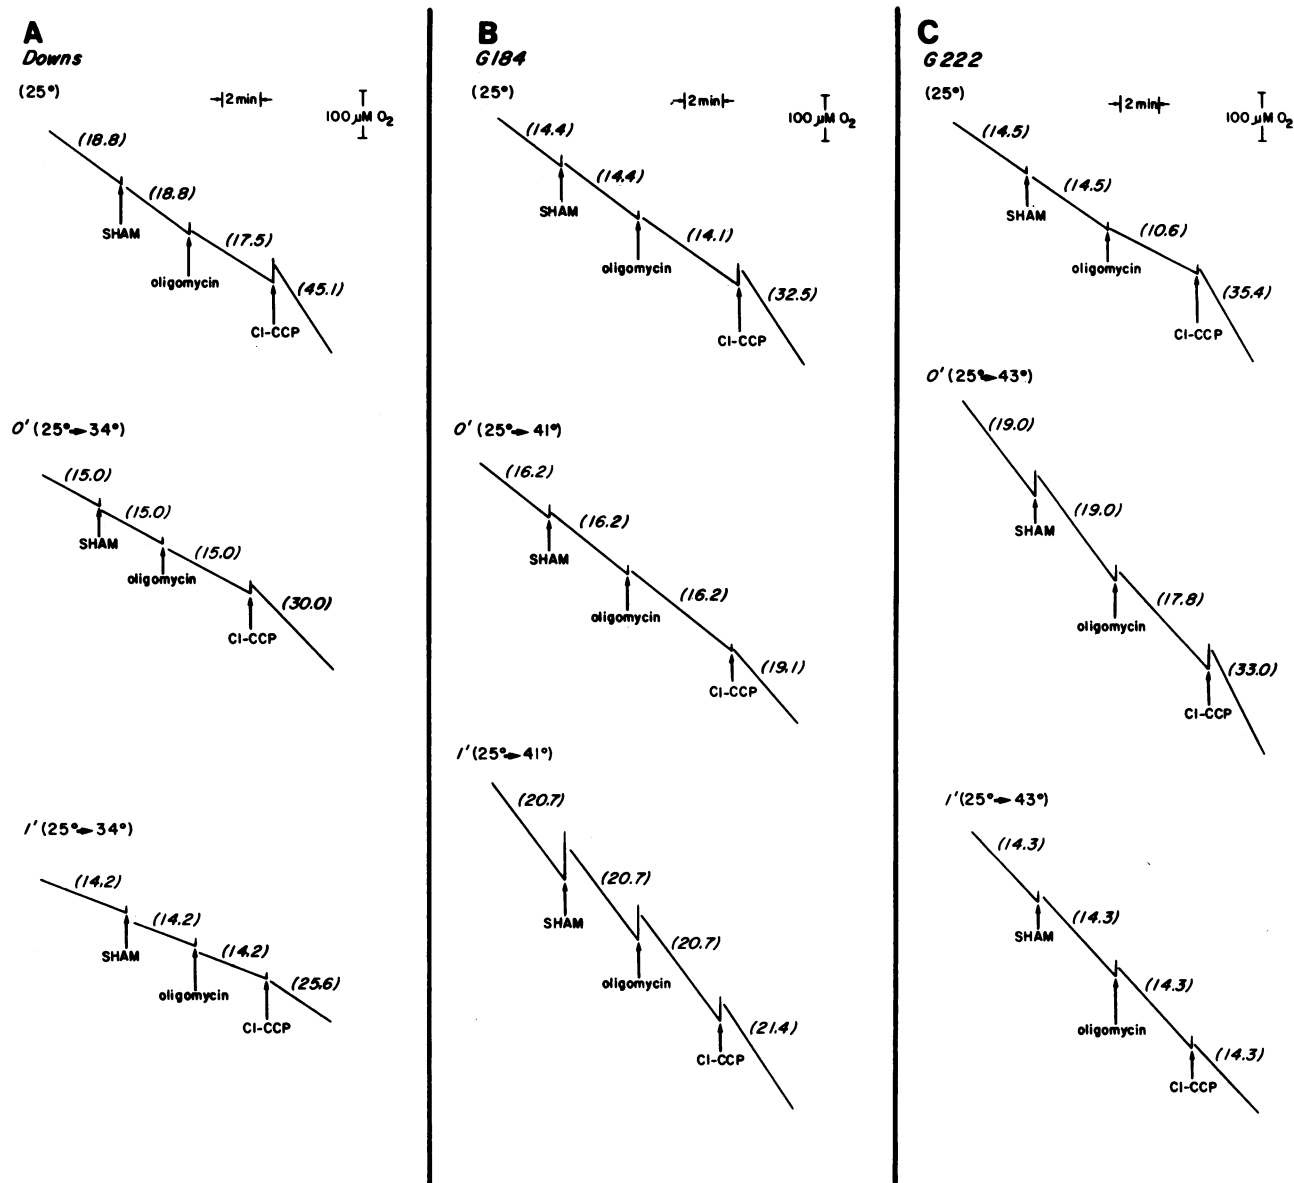 A
Downs
(25°)
2 min
100 µM O2
(18.8)
SHAM
(18.8)
oligomycin
(17.5)
Cl-CCP
(45.1)
0' (25°→34°)
(15.0)
SHAM
(15.0)
oligomycin
(15.0)
Cl-CCP
(30.0)
1' (25°→34°)
(14.2)
SHAM
(14.2)
oligomycin
(14.2)
Cl-CCP
(25.6)
B
G184
(25°)
2 min
100 µM O2
(14.4)
SHAM
(14.4)
oligomycin
(14.1)
Cl-CCP
(32.5)
0' (25°→41°)
(16.2)
SHAM
(16.2)
oligomycin
(16.2)
Cl-CCP
(19.1)
1' (25°→41°)
(20.7)
SHAM
(20.7)
oligomycin
(20.7)
Cl-CCP
(21.4)
C
G222
(25°)
2 min
100 µM O2
(14.5)
SHAM
(14.5)
oligomycin
(10.6)
Cl-CCP
(35.4)
0' (25°→43°)
(19.0)
SHAM
(19.0)
oligomycin
(17.8)
Cl-CCP
(33.0)
1' (25°→43°)
(14.3)
SHAM
(14.3)
oligomycin
(14.3)
Cl-CCP
(14.3)